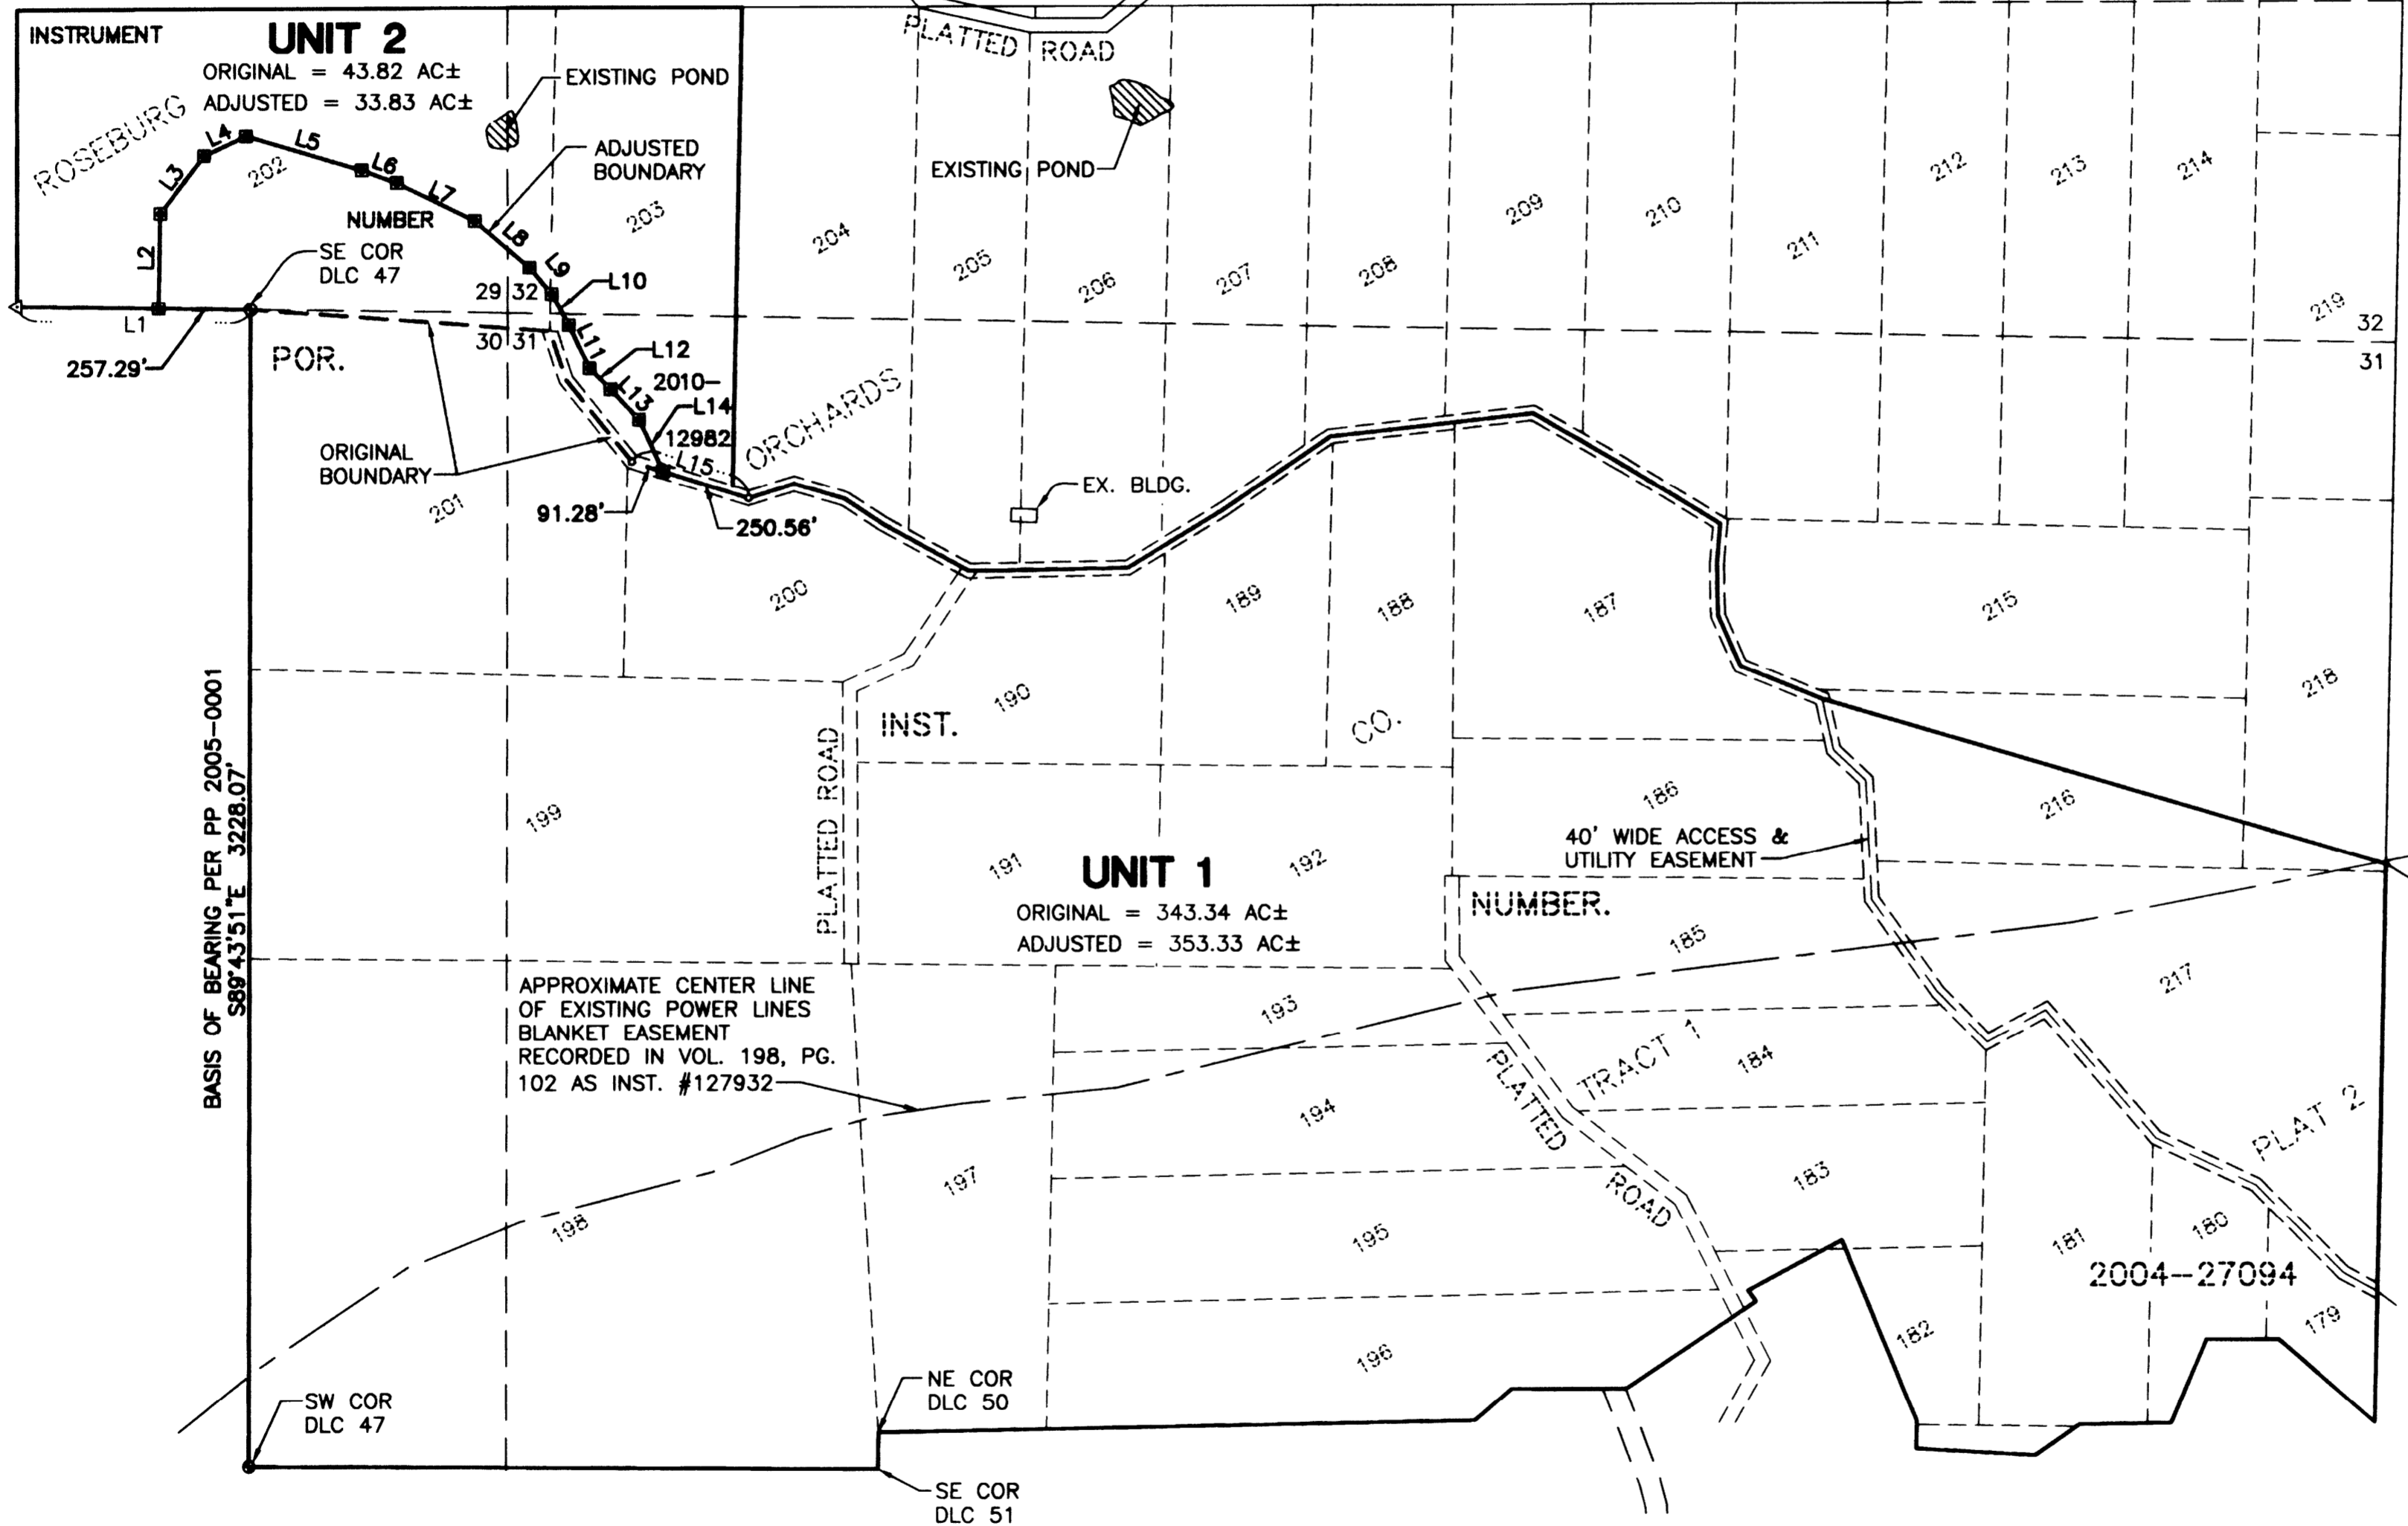 INSTRUMENT
UNIT 2
ORIGINAL = 43.82 AC±
ADJUSTED = 33.83 AC±
EXISTING POND
ROSEBURG
PLATTED ROAD
EXISTING POND
ADJUSTED
BOUNDARY
L4
L5
L6
L3
202
L7
NUMBER
203
L8
L2
SE COR
DLC 47
L9
L10
29 32
30 31
L1
257.29'
POR.
L11
L12
L13
2010-
L14
12982
L15
ORIGINAL
BOUNDARY
91.28'
250.56'
ORCHARDS
204
205
206
207
208
209
210
211
212
213
214
219
32
31
EX. BLDG.
201
200
189
188
187
215
218
190
INST.
CO.
PLATTED ROAD
BASIS OF BEARING PER PP 2005-0001
S89°43'51"E 3228.07'
199
191
UNIT 1
192
ORIGINAL = 343.34 AC±
ADJUSTED = 353.33 AC±
186
216
40' WIDE ACCESS &
UTILITY EASEMENT
NUMBER.
185
217
APPROXIMATE CENTER LINE
OF EXISTING POWER LINES
BLANKET EASEMENT
RECORDED IN VOL. 198, PG.
102 AS INST. #127932
193
TRACT 1
184
PLATTED
ROAD
194
PLAT 2
197
183
198
195
181
180
2004-27094
196
182
179
SW COR
DLC 47
NE COR
DLC 50
SE COR
DLC 51